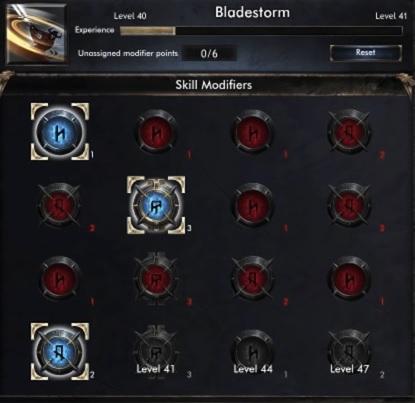 Bladestorm
Level 40
Level 41
Experience
Unassigned modifier points
0/6
Reset
Skill Modifiers
1 1 1 2
2 3 1 3
1 3 2 1
2 3 1 2
Level 41 Level 44 Level 47